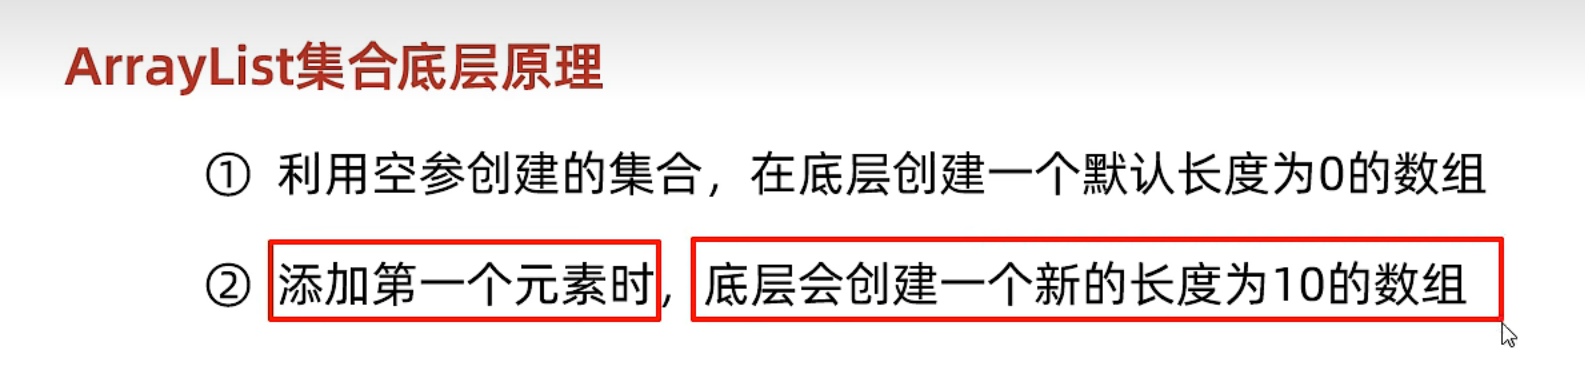 ArrayList集合底层原理
① 利用空参创建的集合，在底层创建一个默认长度为0的数组
② 添加第一个元素时，底层会创建一个新的长度为10的数组